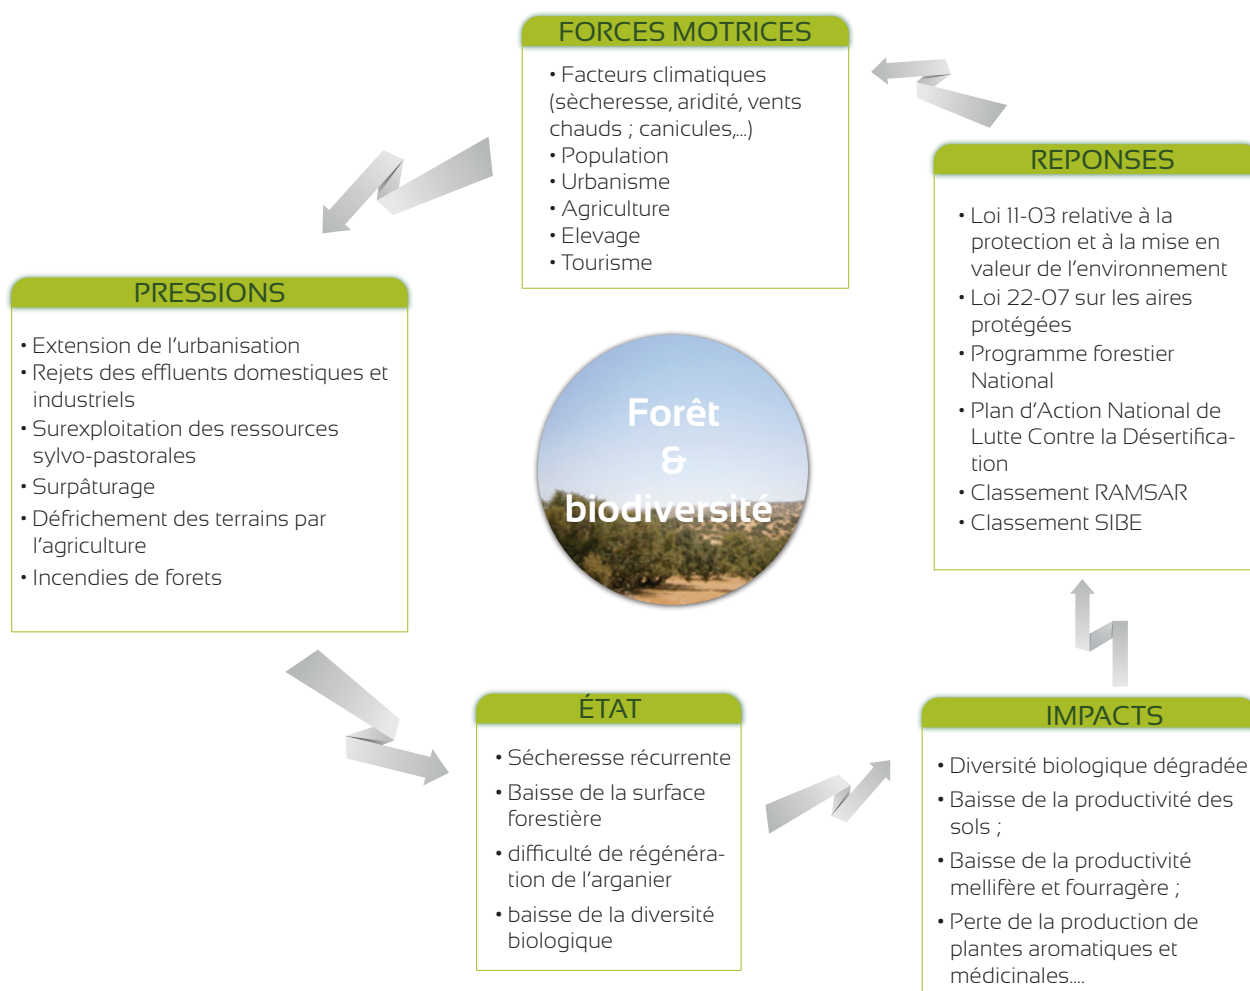 FORCES MOTRICES
• Facteurs climatiques
(sècheresse, aridité, vents
chauds ; canicules,...)
• Population
• Urbanisme
• Agriculture
• Elevage
• Tourisme
REPONSES
• Loi 11-03 relative à la
protection et à la mise en
valeur de l'environnement
• Loi 22-07 sur les aires
protégées
• Programme forestier
National
• Plan d'Action National de
Lutte Contre la Désertifica-
tion
• Classement RAMSAR
• Classement SIBE
PRESSIONS
• Extension de l'urbanisation
• Rejets des effluents domestiques et
industriels
• Surexploitation des ressources
sylvo-pastorales
• Surpâturage
• Défrichement des terrains par
l'agriculture
• Incendies de forets
Forêt
&
biodiversité
ÉTAT
• Sécheresse récurrente
• Baisse de la surface
forestière
• difficulté de régénéra-
tion de l'arganier
• baisse de la diversité
biologique
IMPACTS
• Diversité biologique dégradée
• Baisse de la productivité des
sols ;
• Baisse de la productivité
mellifère et fourragère ;
• Perte de la production de
plantes aromatiques et
médicinales....